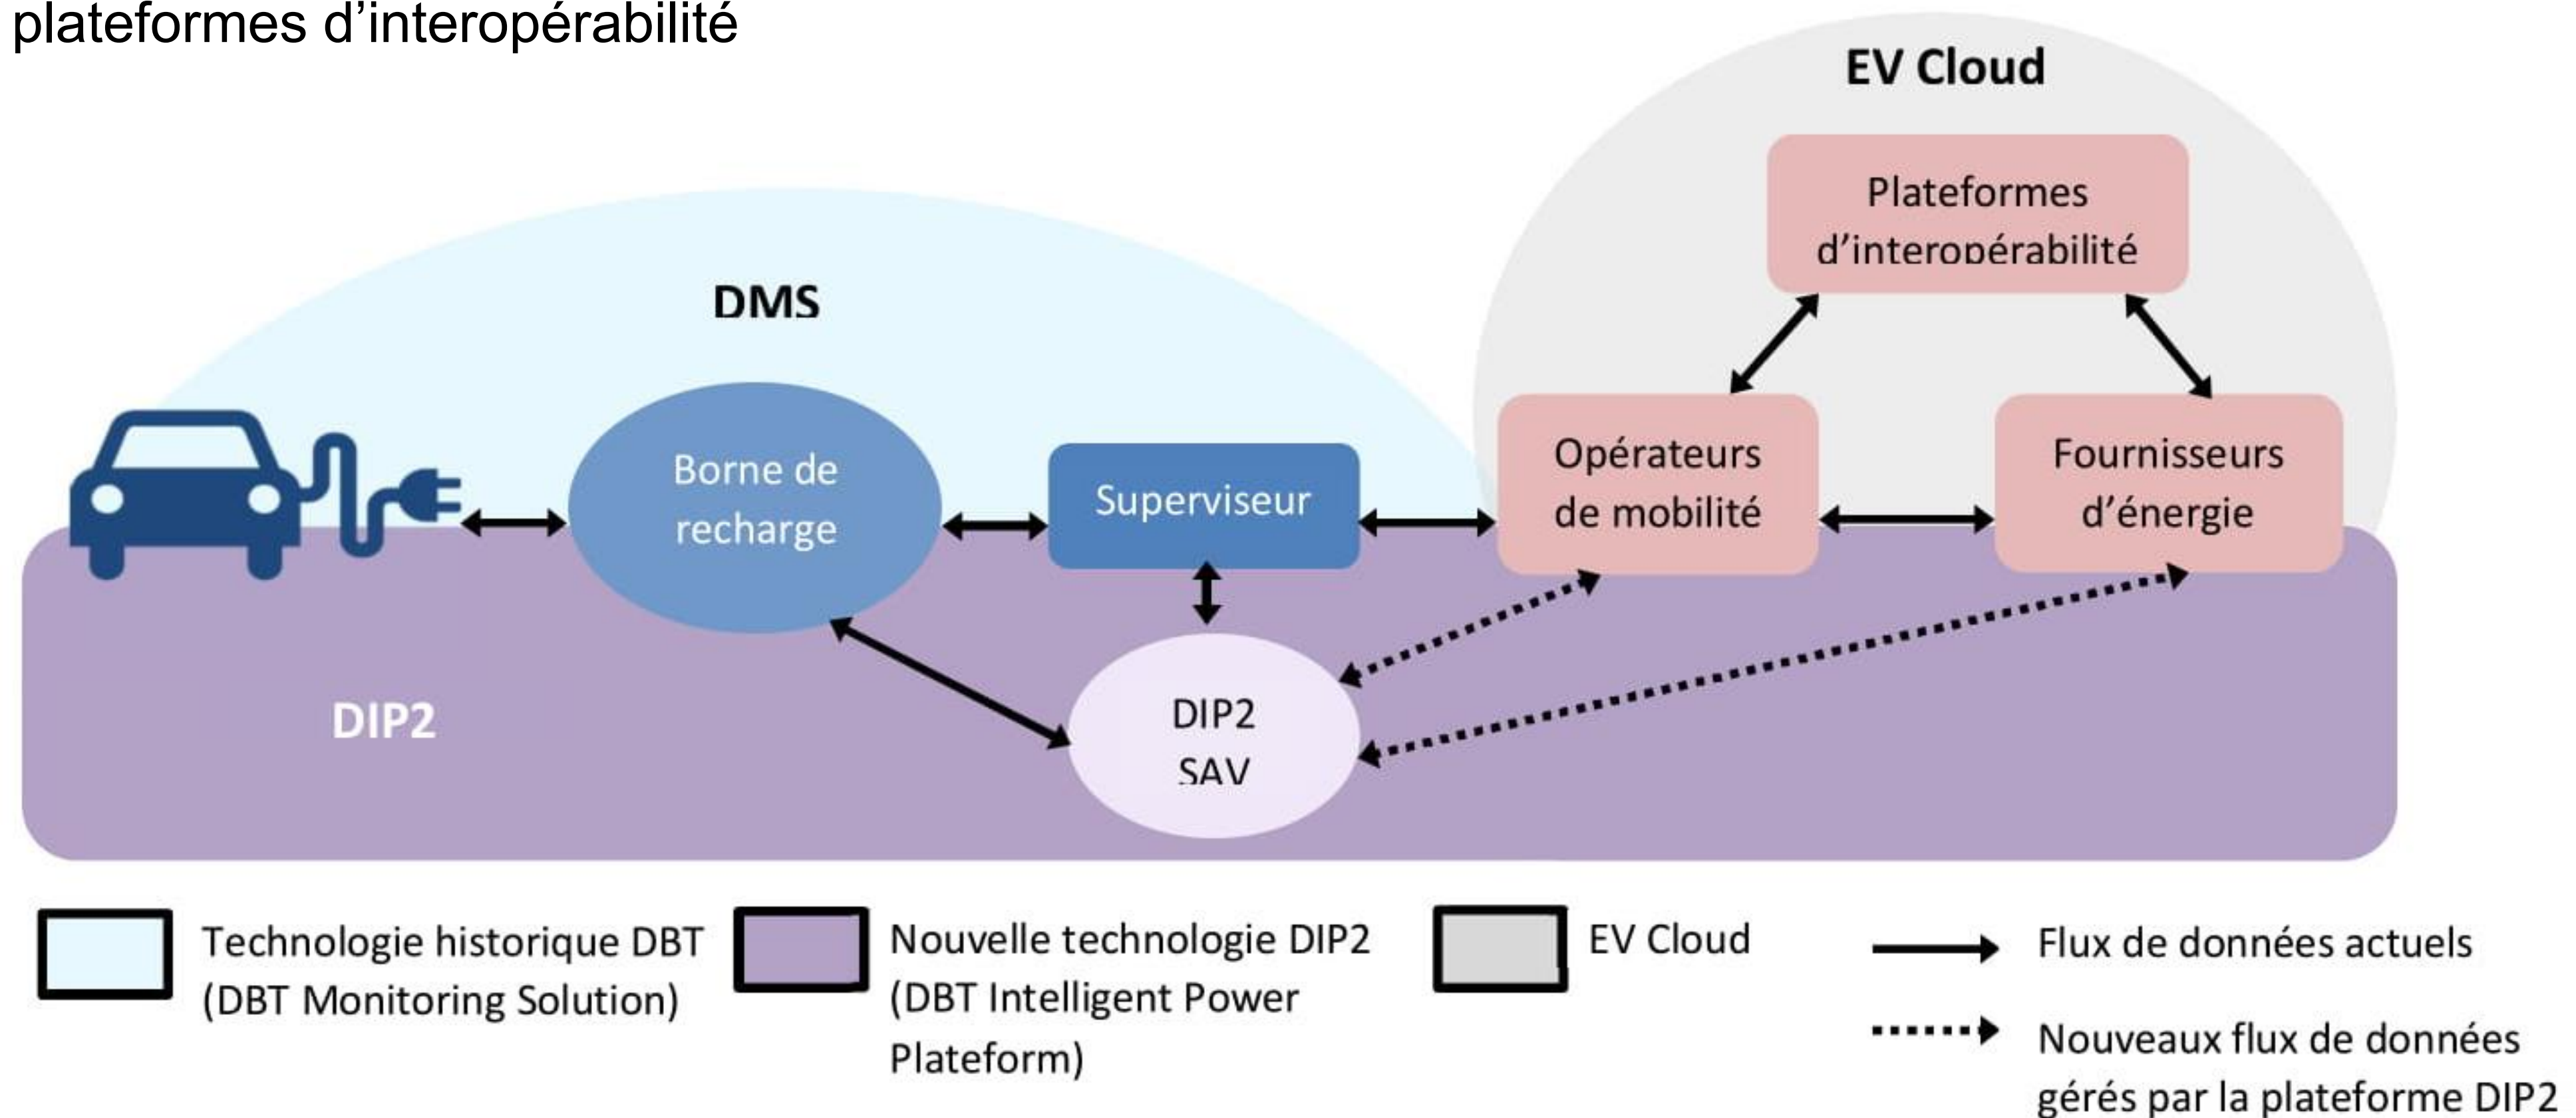 plateformes d’interopérabilité
EV Cloud
Plateformes
d’interopérabilité
DMS
Borne de
recharge
Superviseur
Opérateurs
de mobilité
Fournisseurs
d’énergie
DIP2
DIP2
SAV
Technologie historique DBT
(DBT Monitoring Solution)
Nouvelle technologie DIP2
(DBT Intelligent Power
Plateform)
EV Cloud
Flux de données actuels
Nouveaux flux de données
gérés par la plateforme DIP2